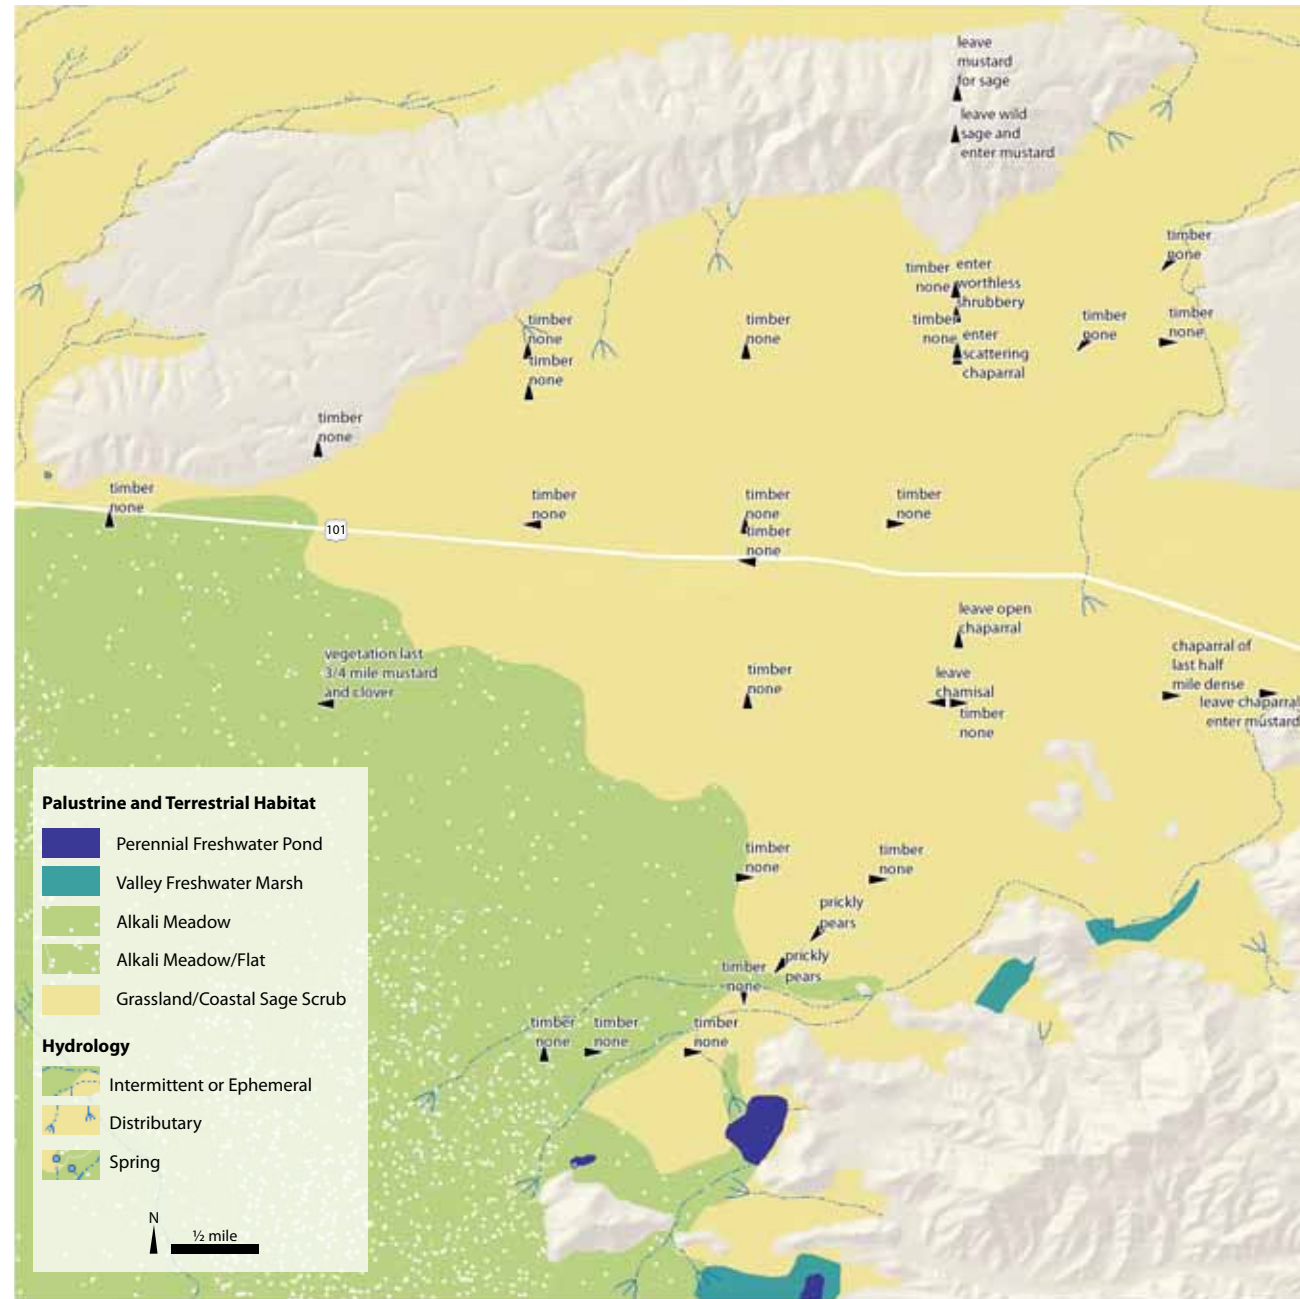 leave
mustard
for sage
leave wild
sage and
enter mustard
timber
none
timber
none
enter
worthless
shrubbery
timber
none
timber
none
timber
none
enter
scattering
chaparral
timber
none
timber
none
timber
none
timber
none
timber
none
timber
none
timber
none
timber
none
101
timber
none
leave open
chaparral
vegetation last
3/4 mile mustard
and clover
timber
none
leave
chamisal
timber
none
chaparral of
last half
mile dense
leave chaparral
enter mustard
Palustrine and Terrestrial Habitat
Perennial Freshwater Pond
Valley Freshwater Marsh
Alkali Meadow
Alkali Meadow/Flat
Grassland/Coastal Sage Scrub
Hydrology
Intermittent or Ephemeral
Distributary
Spring
N
½ mile
timber
none
timber
none
prickly
pears
prickly
pears
timber
none
timber
none
timber
none
timber
none